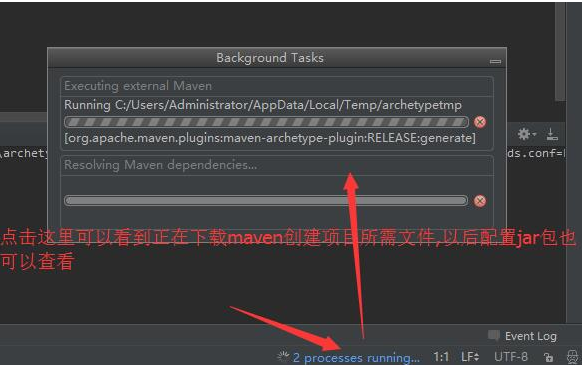 Background Tasks
Executing external Maven
Running C:/Users/Administrator/AppData/Local/Temp/archetypetmp
[org.apache.maven.plugins:maven-archetype-plugin:RELEASE:generate]
\archety
ds.conf=
Resolving Maven dependencies...
点击这里可以看到正在下载maven创建项目所需文件,以后配置jar包也
可以查看
Event Log
2 processes running... 1:1 LF UTF-8